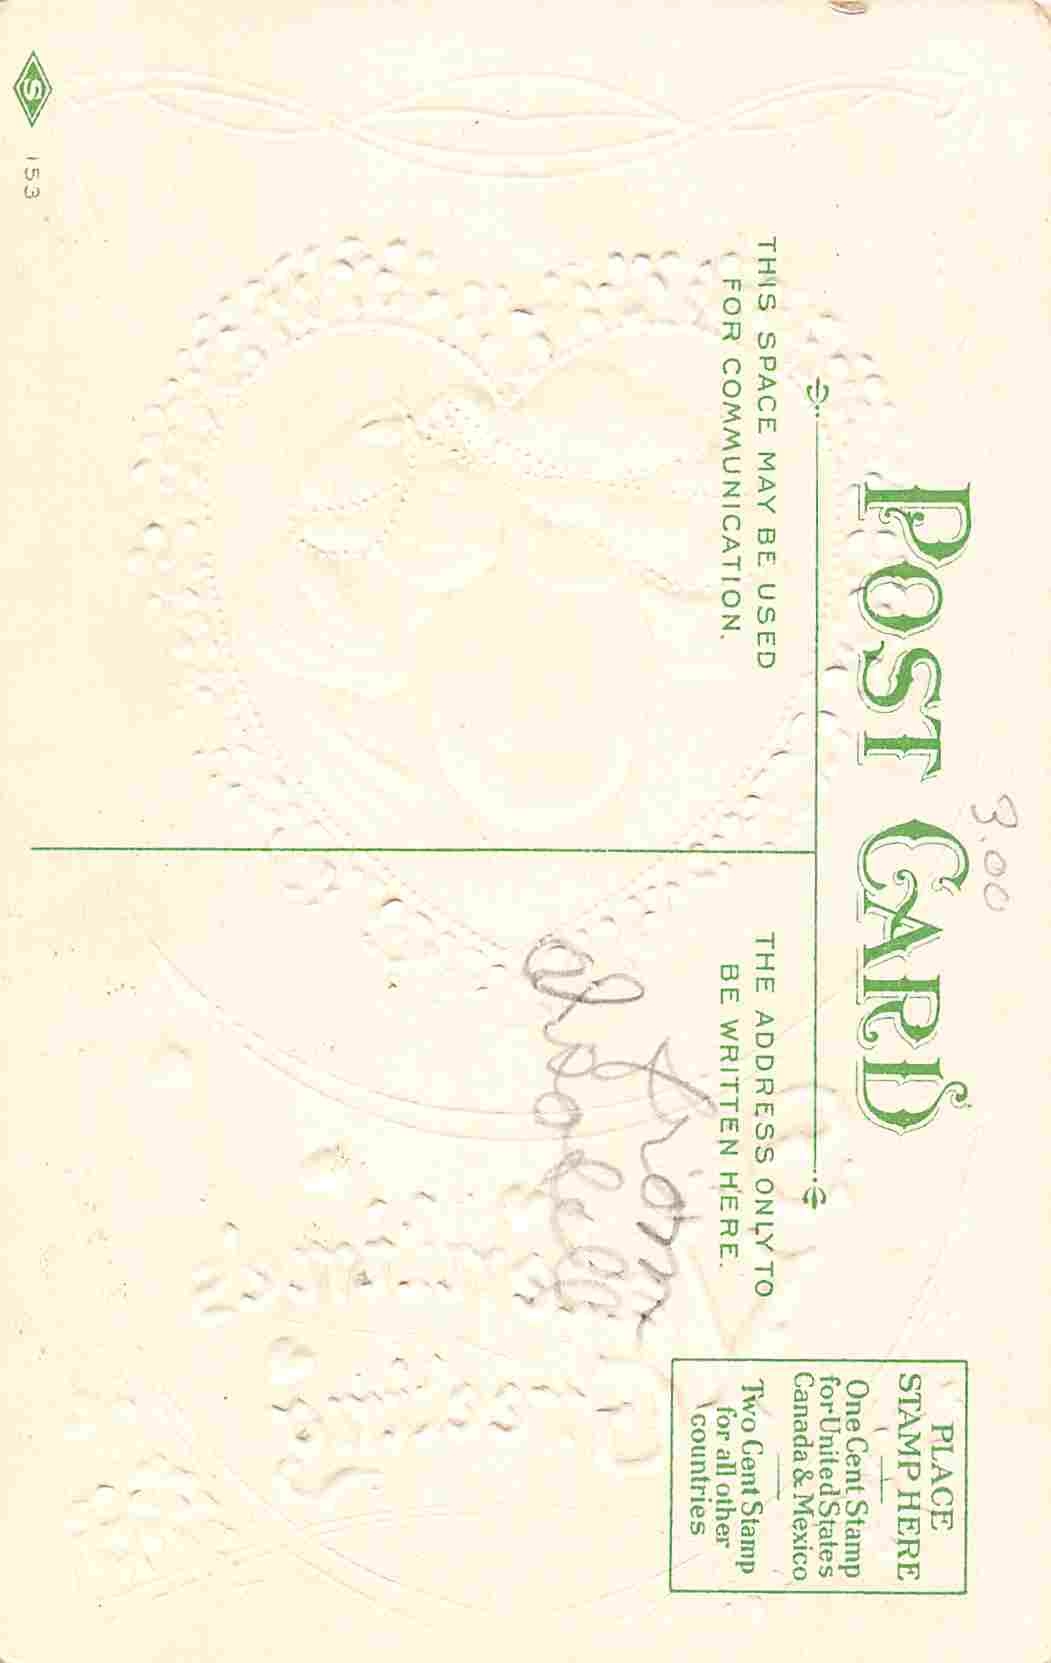 3.00
POST CARD
THIS SPACE MAY BE USED
FOR COMMUNICATION.
THE ADDRESS ONLY TO
BE WRITTEN HERE.
PLACE
STAMP HERE
One Cent Stamp
for United States
Canada & Mexico
Two Cent Stamp
for all other
countries
From
S
153